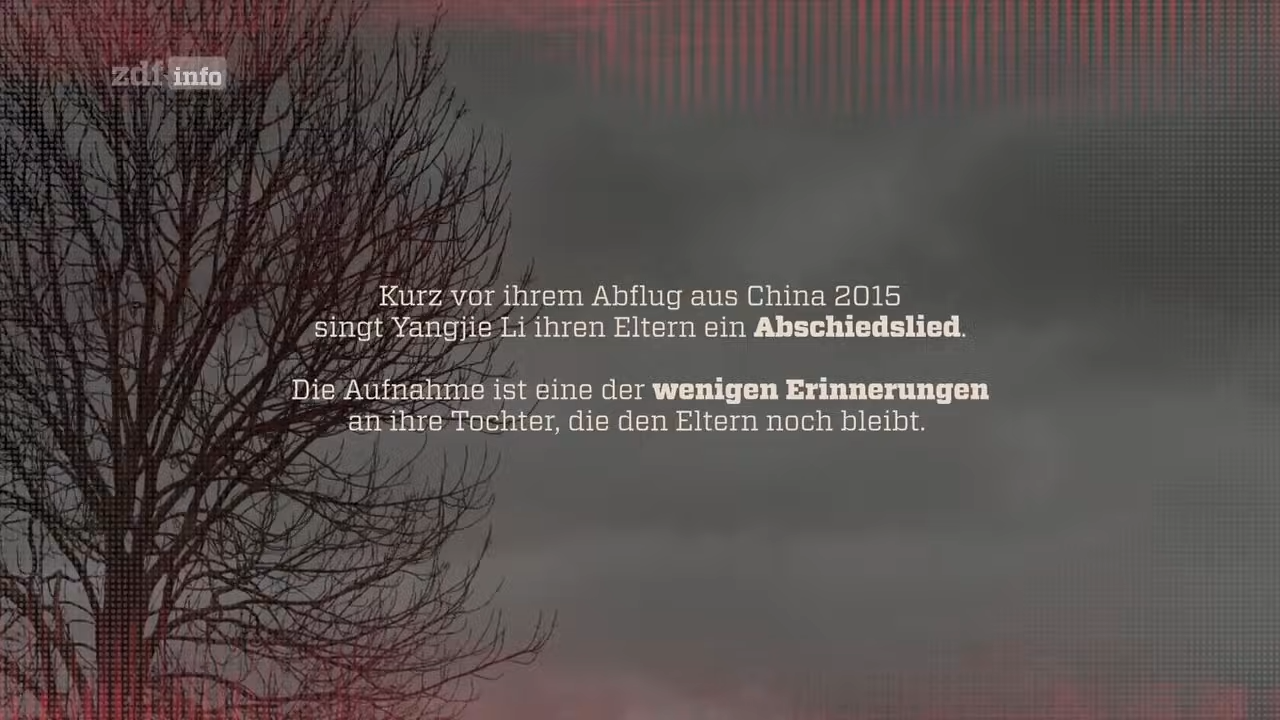 zdf info
Kurz vor ihrem Abflug aus China 2015
singt Yangjie Li ihren Eltern ein Abschiedslied.
Die Aufnahme ist eine der wenigen Erinnerungen
an ihre Tochter, die den Eltern noch bleibt.